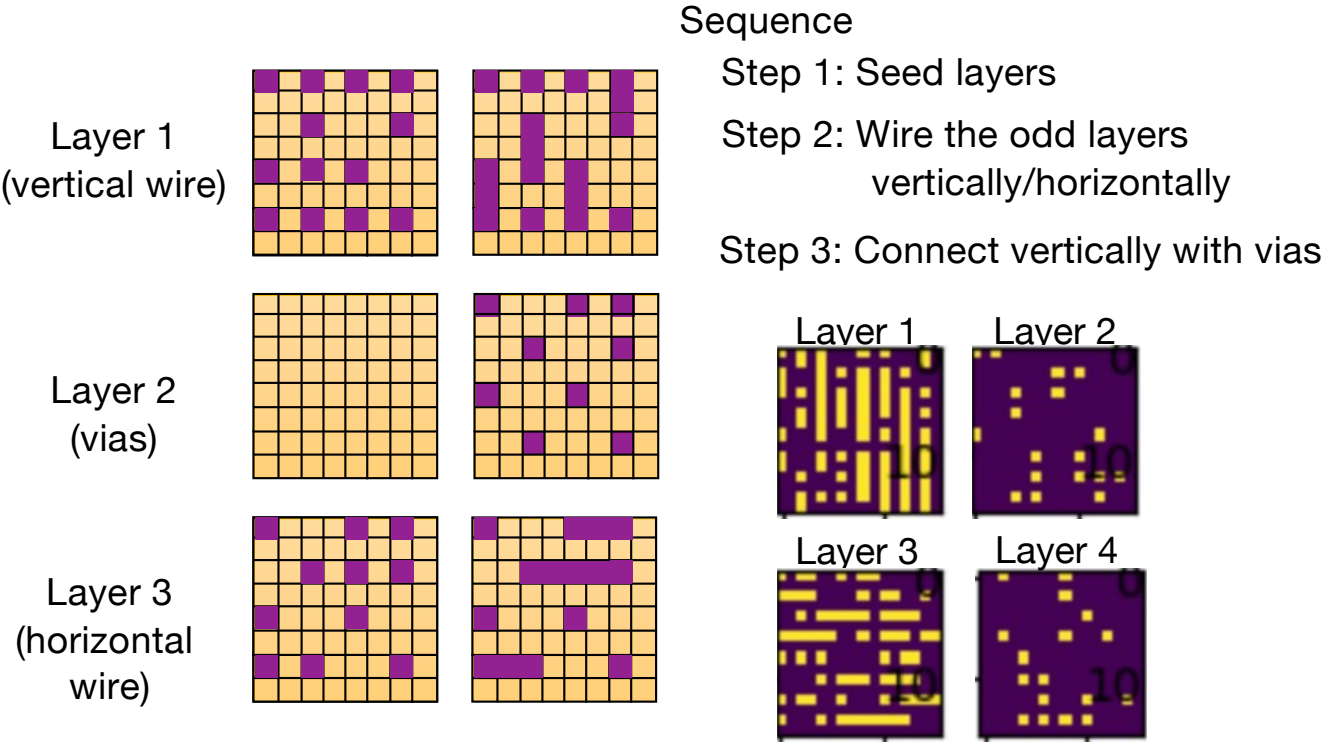 Sequence
Step 1: Seed layers
Step 2: Wire the odd layers
vertically/horizontally
Step 3: Connect vertically with vias
Layer 1
(vertical wire)
Layer 2
(vias)
Layer 3
(horizontal
wire)
Layer 1
Layer 2
0
0
10
10
Layer 3
Layer 4
0
0
10
10